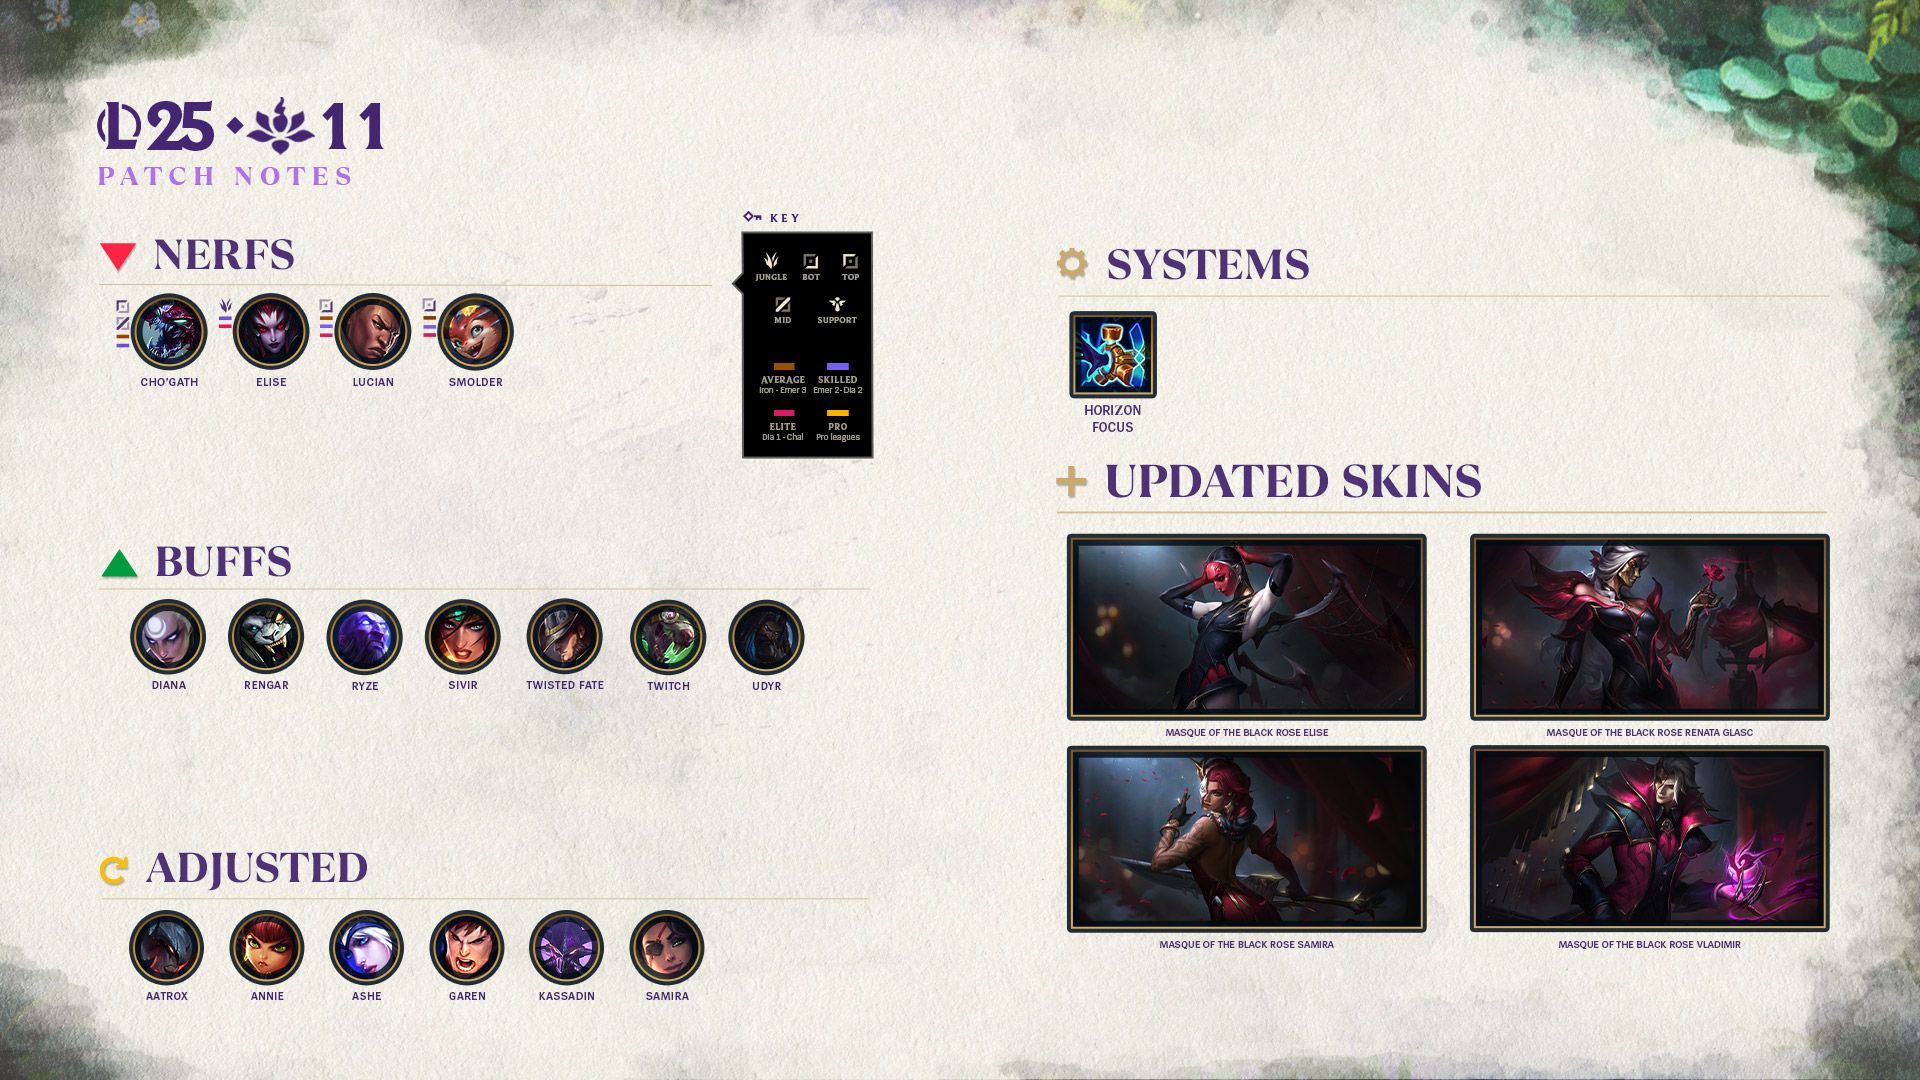 25 11
PATCH NOTES
NERFS
CHO'GATH
ELISE
LUCIAN
SMOLDER
KEY
JUNGLE
BOT
TOP
MID
SUPPORT
AVERAGE
Iron - Emer 3
SKILLED
Emer 2- Dia 2
ELITE
Dia 1 - Chal
PRO
Pro leagues
BUFFS
DIANA
RENGAR
RYZE
SIVIR
TWISTED FATE
TWITCH
UDYR
ADJUSTED
AATROX
ANNIE
ASHE
GAREN
KASSADIN
SAMIRA
SYSTEMS
HORIZON
FOCUS
UPDATED SKINS
MASQUE OF THE BLACK ROSE ELISE
MASQUE OF THE BLACK ROSE RENATA GLASC
MASQUE OF THE BLACK ROSE SAMIRA
MASQUE OF THE BLACK ROSE VLADIMIR